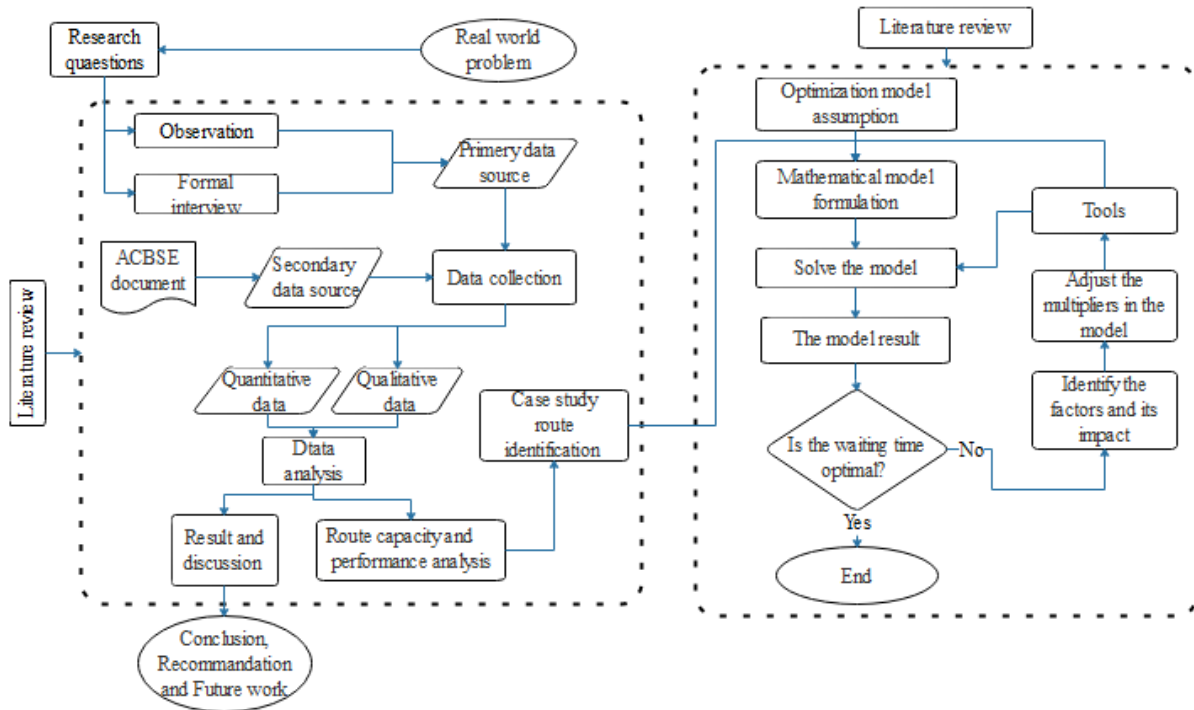 Research
quaestions
Real world
problem
Observation
Formal
interview
Primery data
source
ACBSE
document
Secondary
data source
Data collection
Literature review
Quantitative
data
Qualitative
data
Dtata
analysis
Case study
route
identification
Result and
discussion
Route capacity and
performance analysis
Conclusion,
Recommandation
and Future work
Literature review
Optimization model
assumption
Mathematical model
formulation
Tools
Solve the model
Adjust the
multipliers in the
model
The model result
Identify the
factors and its
impact
Is the waiting time
optimal?
No
Yes
End